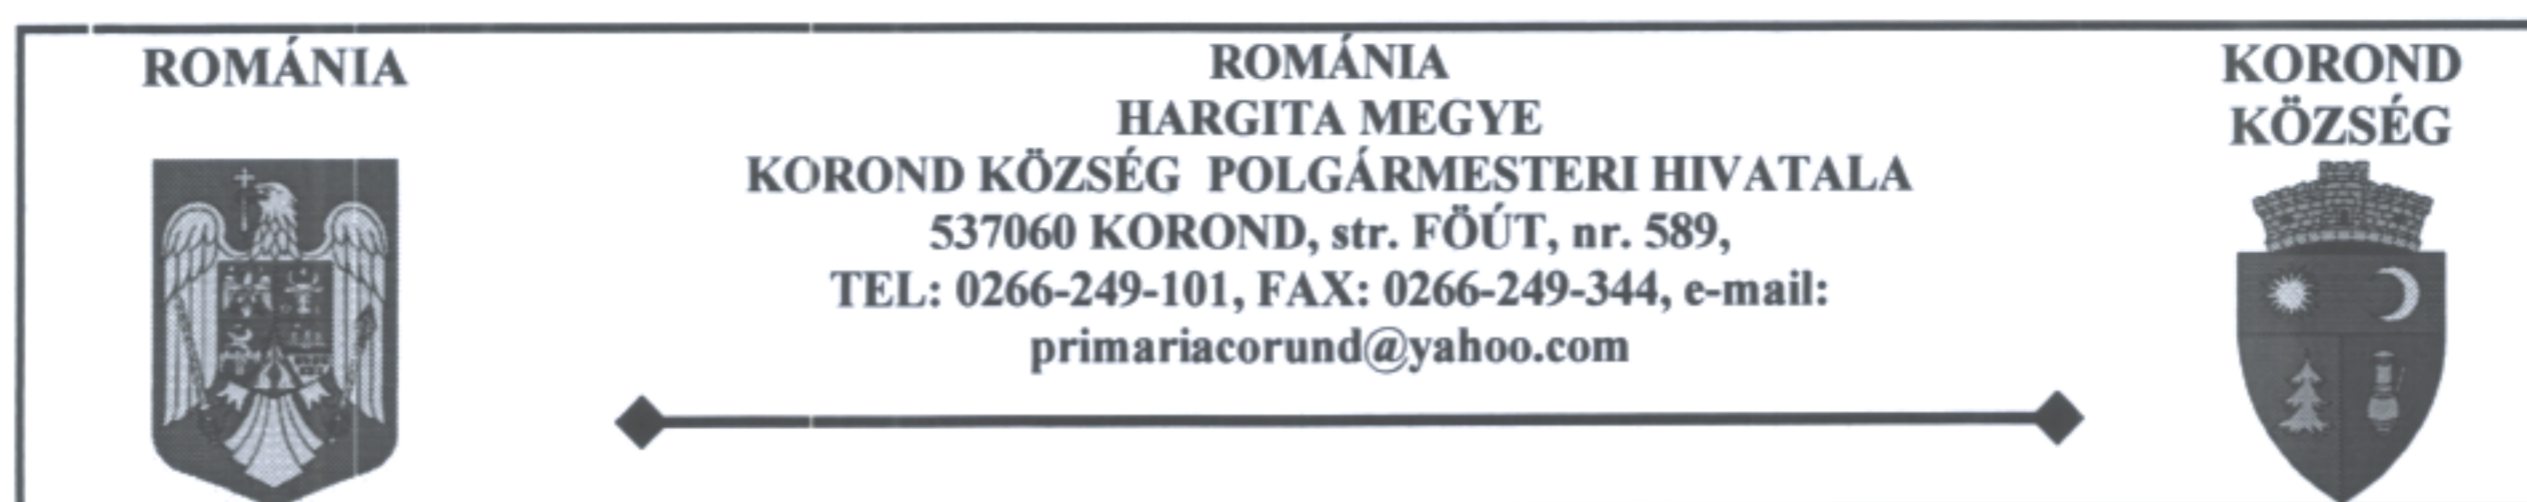 ROMÁNIA
ROMÁNIA
HARGITA MEGYE
KOROND KÖZSÉG POLGÁRMESTERI HIVATALA
537060 KOROND, str. FÖÚT, nr. 589,
TEL: 0266-249-101, FAX: 0266-249-344, e-mail:
primariacorund@yahoo.com
KOROND
KÖZSÉG